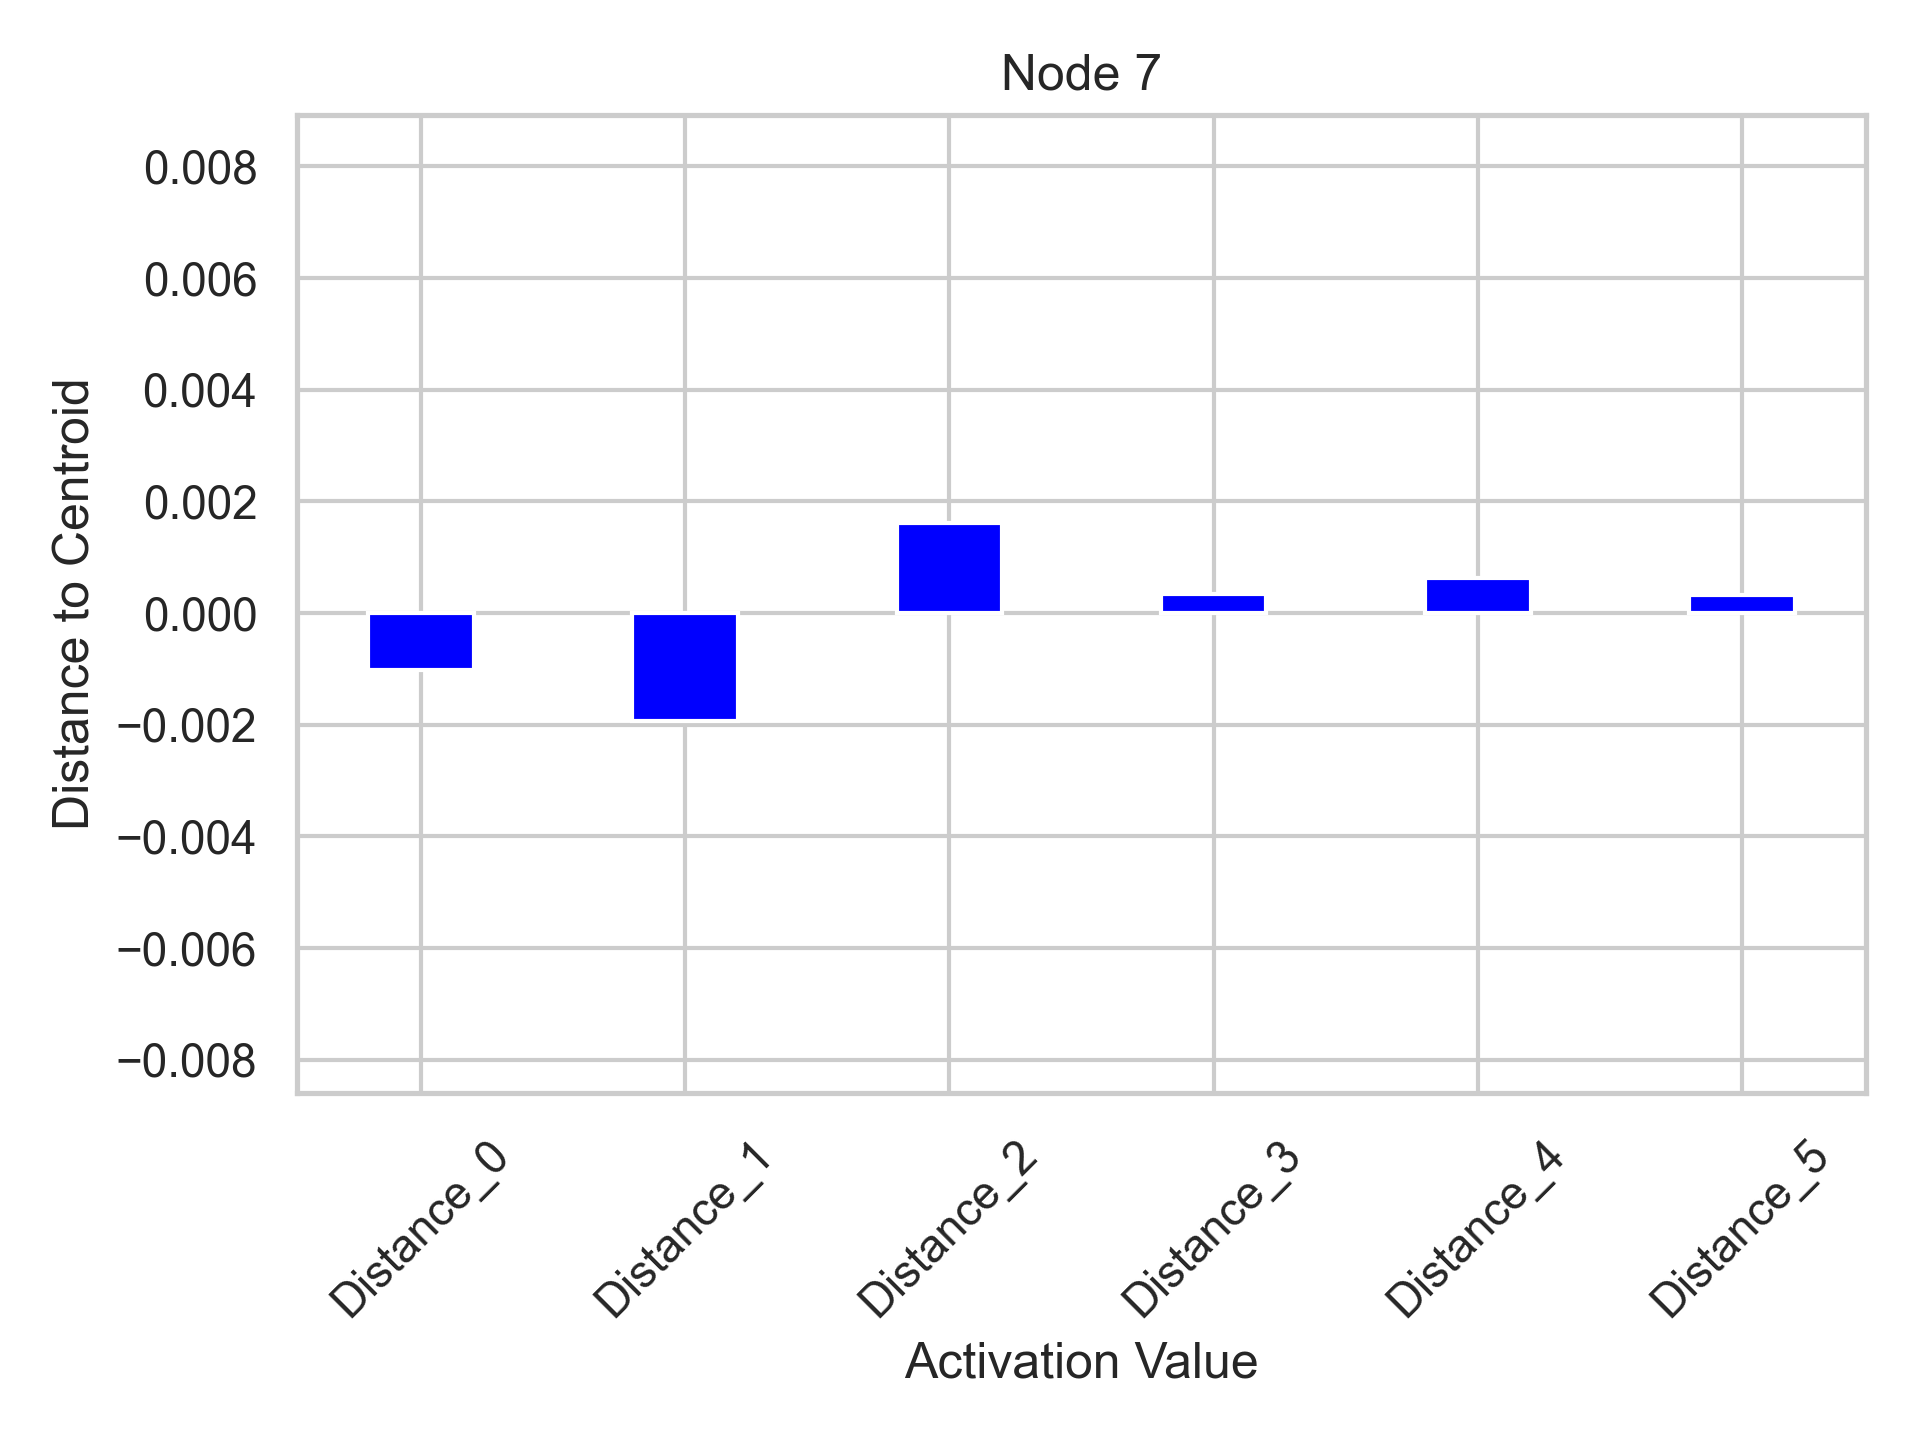 Node 7
Distance to Centroid
0.008
0.006
0.004
0.002
0.000
−0.002
−0.004
−0.006
−0.008
Distance_0
Distance_1
Distance_2
Distance_3
Distance_4
Distance_5
Activation Value